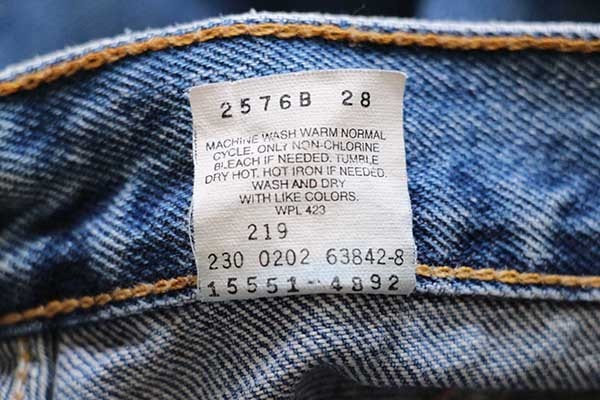 2576B 28
MACHINE WASH WARM NORMAL
CYCLE. ONLY NON-CHLORINE
BLEACH IF NEEDED. TUMBLE
DRY HOT. HOT IRON IF NEEDED.
WASH AND DRY
WITH LIKE COLORS.
WPL 423
219
230 0202 63842-8
15551-4892